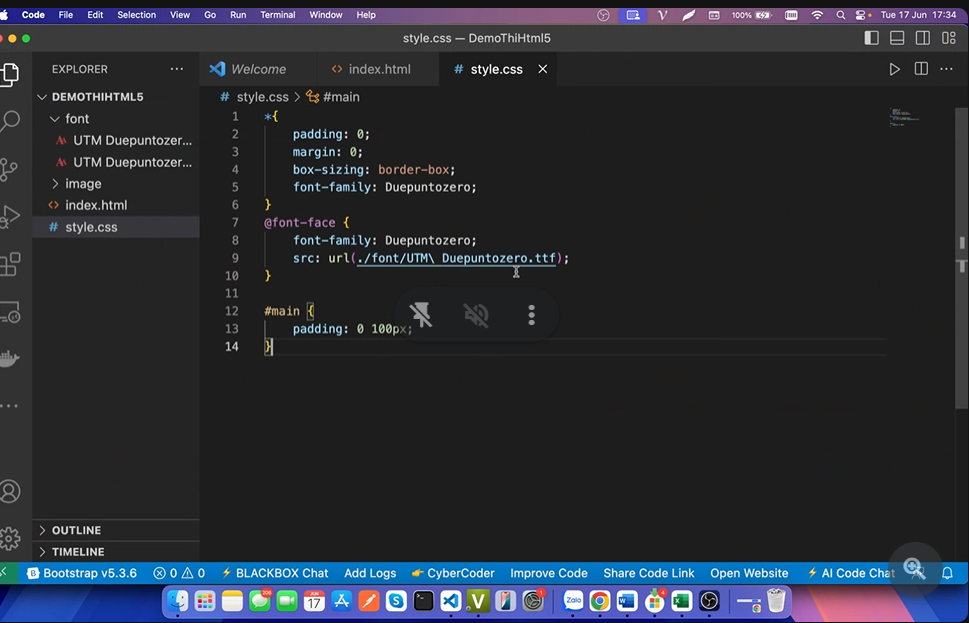 Code File Edit Selection View Go Run Terminal Window Help 100% Tue 17 Jun 17:34
style.css — DemoThiHtml5
EXPLORER ...
Welcome
index.html
style.css
DEMOTHIHTML5
font
UTM Duepuntozer...
UTM Duepuntozer...
image
index.html
style.css
OUTLINE
TIMELINE
# style.css > #main
1 *{
2 padding: 0;
3 margin: 0;
4 box-sizing: border-box;
5 font-family: Duepuntozero;
6 }
7 @font-face {
8 font-family: Duepuntozero;
9 src: url(./font/UTM\ Duepuntozero.ttf);
10 }
11
12 #main {
13 padding: 0 100px;
14 }
Bootstrap v5.3.6 0 0 BLACKBOX Chat Add Logs CyberCoder Improve Code Share Code Link Open Website AI Code Chat
206 JUN 17 Zalo 4 1